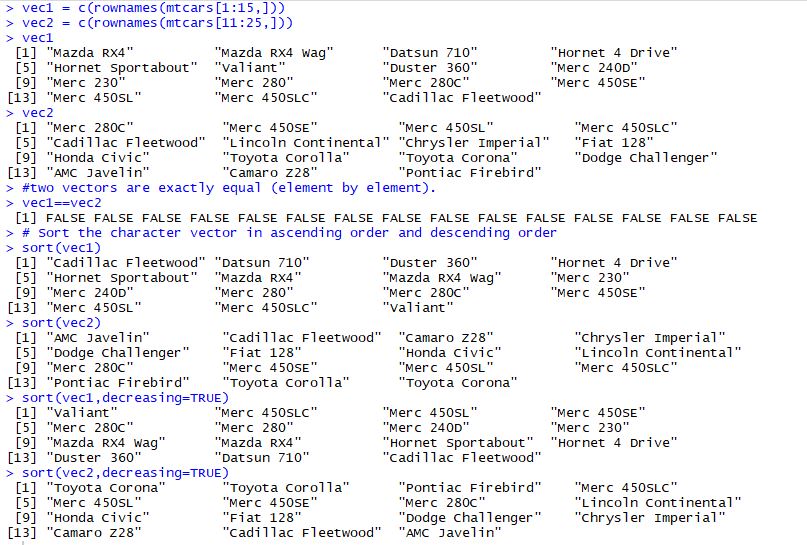 > vec1 = c(rownames(mtcars[1:15,]))
> vec2 = c(rownames(mtcars[11:25,]))
> vec1
[1] "Mazda RX4" "Mazda RX4 Wag" "Datsun 710" "Hornet 4 Drive"
[5] "Hornet Sportabout" "Valiant" "Duster 360" "Merc 240D"
[9] "Merc 230" "Merc 280" "Merc 280C" "Merc 450SE"
[13] "Merc 450SL" "Merc 450SLC" "Cadillac Fleetwood"
> vec2
[1] "Merc 280C" "Merc 450SE" "Merc 450SL" "Merc 450SLC"
[5] "Cadillac Fleetwood" "Lincoln Continental" "Chrysler Imperial" "Fiat 128"
[9] "Honda Civic" "Toyota Corolla" "Toyota Corona" "Dodge Challenger"
[13] "AMC Javelin" "Camaro Z28" "Pontiac Firebird"
> #two vectors are exactly equal (element by element).
> vec1==vec2
[1] FALSE FALSE FALSE FALSE FALSE FALSE FALSE FALSE FALSE FALSE FALSE FALSE FALSE FALSE FALSE
> # Sort the character vector in ascending order and descending order
> sort(vec1)
[1] "Cadillac Fleetwood" "Datsun 710" "Duster 360" "Hornet 4 Drive"
[5] "Hornet Sportabout" "Mazda RX4" "Mazda RX4 Wag" "Merc 230"
[9] "Merc 240D" "Merc 280" "Merc 280C" "Merc 450SE"
[13] "Merc 450SL" "Merc 450SLC" "Valiant"
> sort(vec2)
[1] "AMC Javelin" "Cadillac Fleetwood" "Camaro Z28" "Chrysler Imperial"
[5] "Dodge Challenger" "Fiat 128" "Honda Civic" "Lincoln Continental"
[9] "Merc 280C" "Merc 450SE" "Merc 450SL" "Merc 450SLC"
[13] "Pontiac Firebird" "Toyota Corolla" "Toyota Corona"
> sort(vec1,decreasing=TRUE)
[1] "Valiant" "Merc 450SLC" "Merc 450SL" "Merc 450SE"
[5] "Merc 280C" "Merc 280" "Merc 240D" "Merc 230"
[9] "Mazda RX4 Wag" "Mazda RX4" "Hornet Sportabout" "Hornet 4 Drive"
[13] "Duster 360" "Datsun 710" "Cadillac Fleetwood"
> sort(vec2,decreasing=TRUE)
[1] "Toyota Corona" "Toyota Corolla" "Pontiac Firebird" "Merc 450SLC"
[5] "Merc 450SL" "Merc 450SE" "Merc 280C" "Lincoln Continental"
[9] "Honda Civic" "Fiat 128" "Dodge Challenger" "Chrysler Imperial"
[13] "Camaro Z28" "Cadillac Fleetwood" "AMC Javelin"